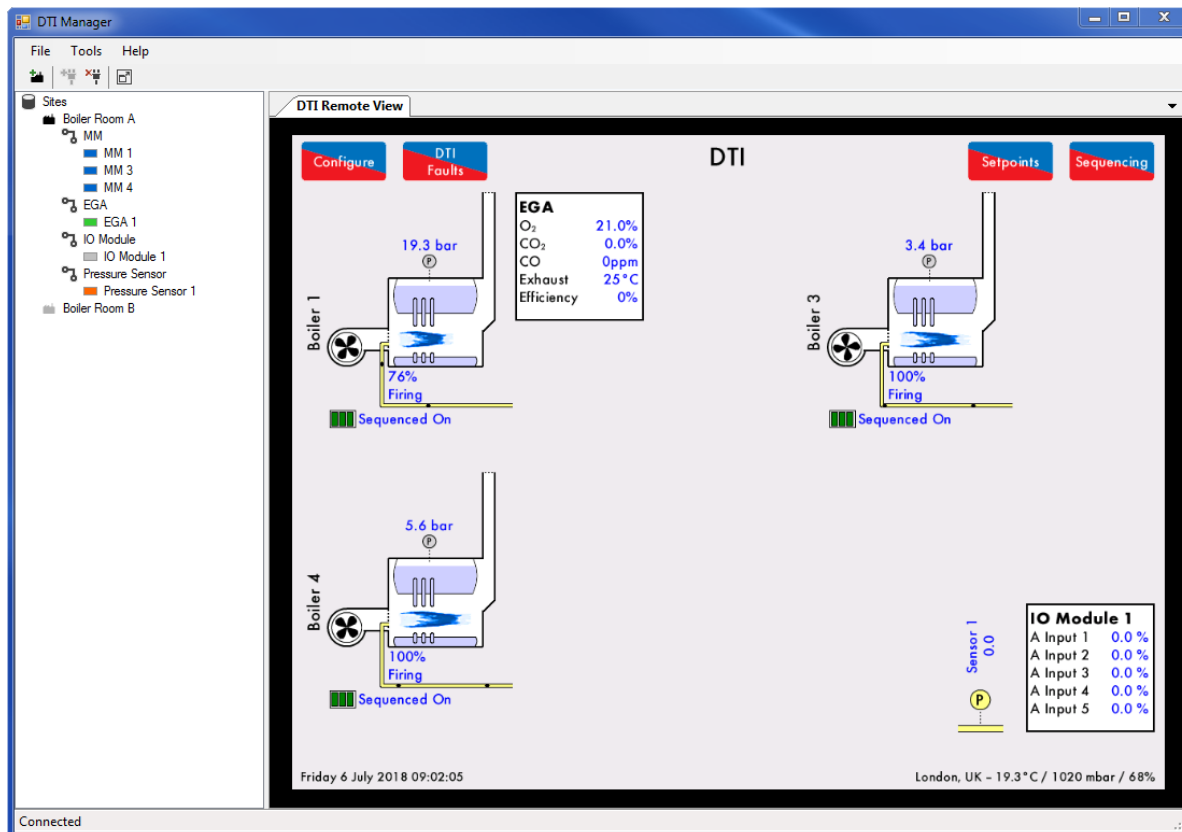 DTI Manager
File Tools Help
Sites
Boiler Room A
MM
MM 1
MM 3
MM 4
EGA
EGA 1
IO Module
IO Module 1
Pressure Sensor
Pressure Sensor 1
Boiler Room B
DTI Remote View
Configure
DTI
Faults
DTI
Setpoints
Sequencing
Boiler 1
19.3 bar
P
76%
Firing
Sequenced On
EGA
O₂ 21.0%
CO₂ 0.0%
CO 0ppm
Exhaust 25°C
Efficiency 0%
Boiler 3
3.4 bar
P
100%
Firing
Sequenced On
Boiler 4
5.6 bar
P
100%
Firing
Sequenced On
Sensor 1
0.0
P
IO Module 1
A Input 1 0.0 %
A Input 2 0.0 %
A Input 3 0.0 %
A Input 4 0.0 %
A Input 5 0.0 %
Friday 6 July 2018 09:02:05
London, UK – 19.3°C / 1020 mbar / 68%
Connected